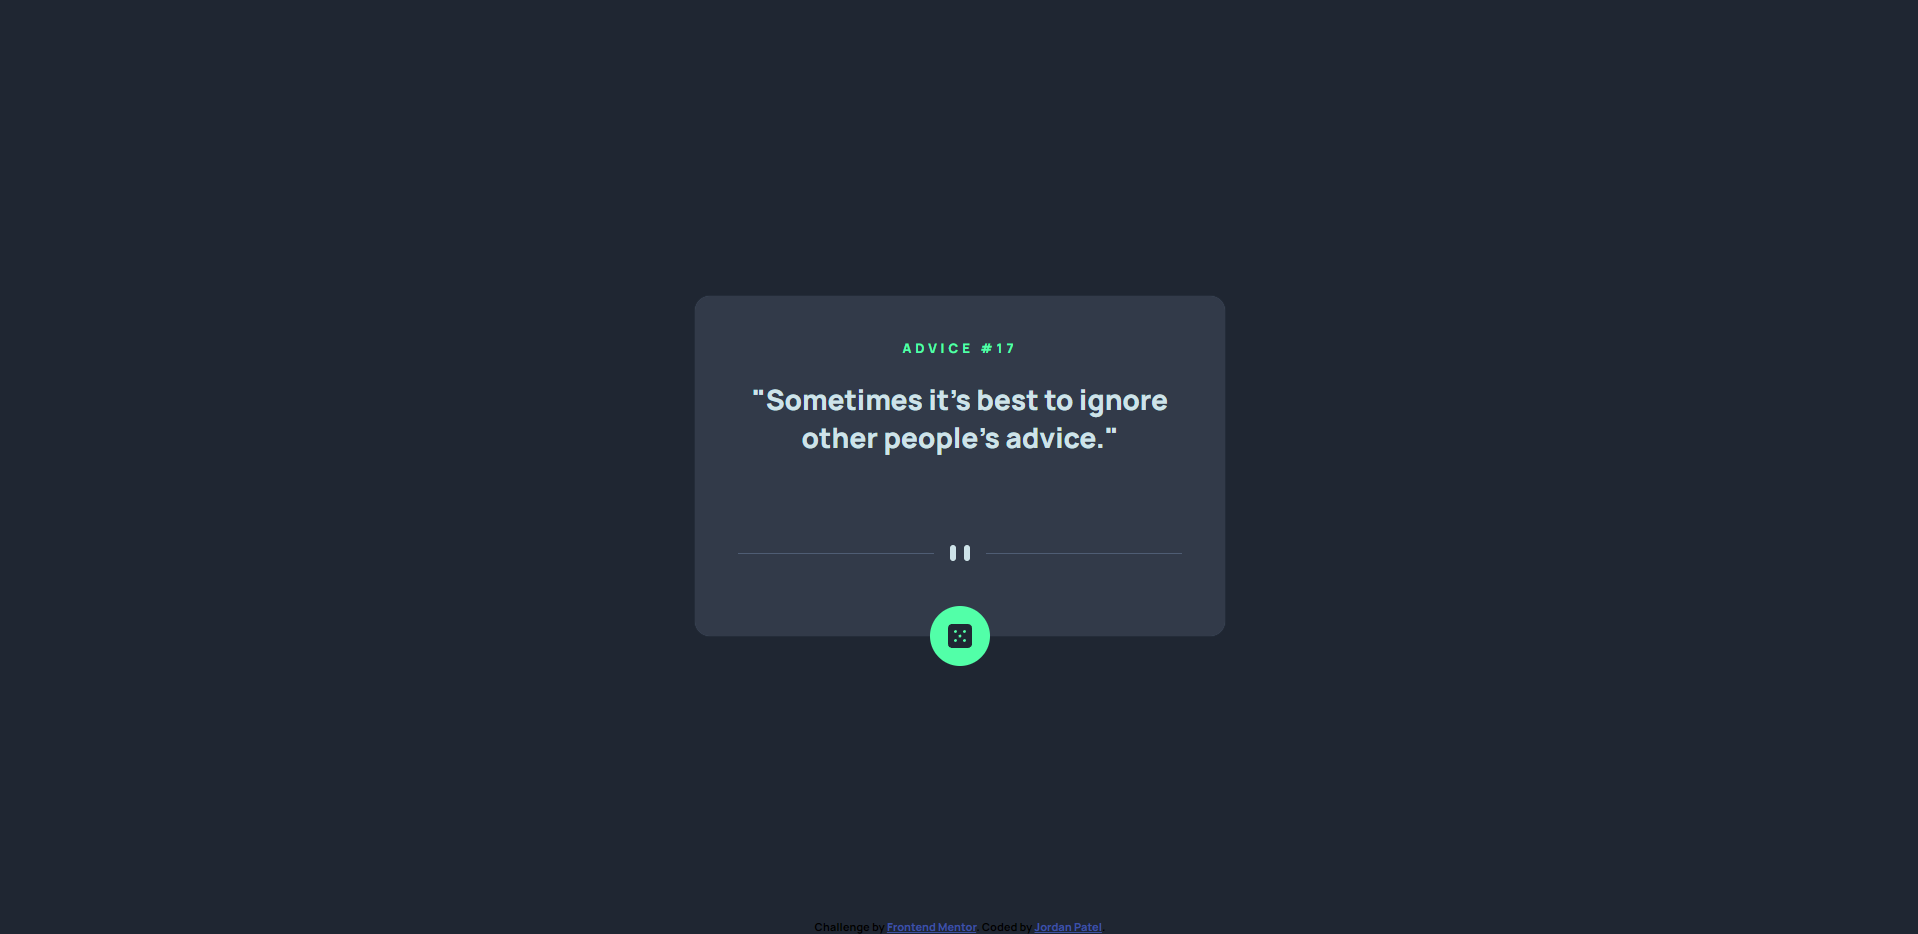 ADVICE #17
"Sometimes it's best to ignore
other people's advice."
Challenge by Frontend Mentor. Coded by Jordan Patel.